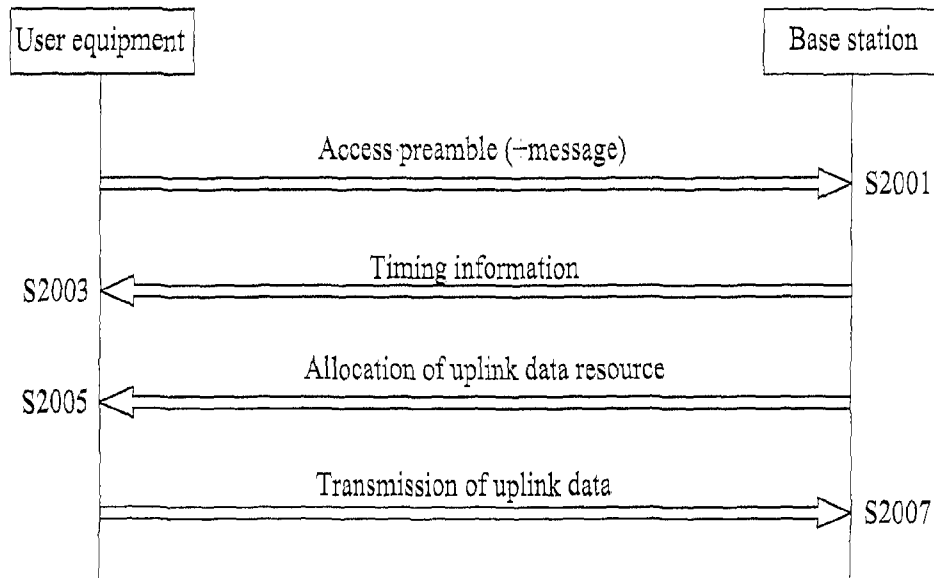 User equipment
Base station
Access preamble (+message)
S2001
Timing information
S2003
Allocation of uplink data resource
S2005
Transmission of uplink data
S2007